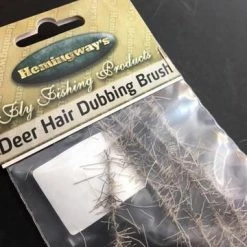 Hemingway's
Fly Fishing Products
Deer Hair Dubbing Brush